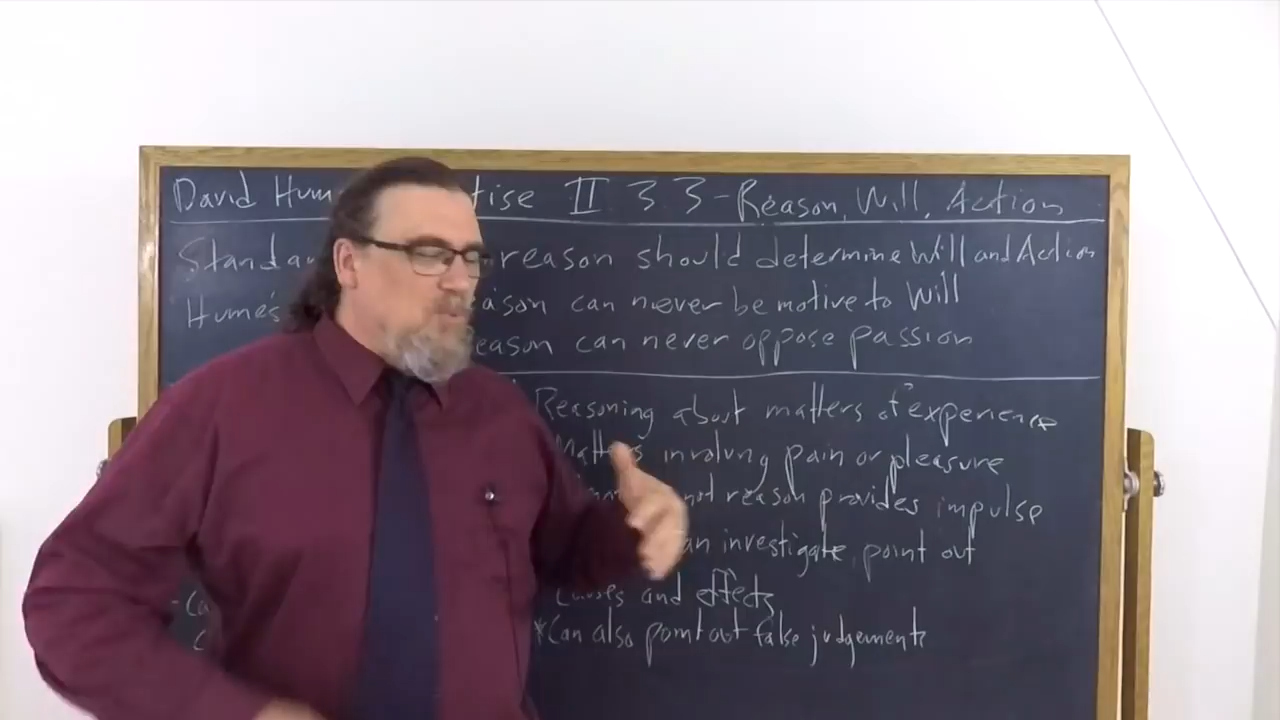 David Hum tise II 3 3 - Reason, Will, Action
Standa reason should determine Will and Action
Hume's ason can never be motive to Will
eason can never oppose passion
Reasoning about matters of experience
Matters involving pain or pleasure
not reason provides impulse
an investigate, point out
- Ca Causes and effects
*Can also point out false judgements